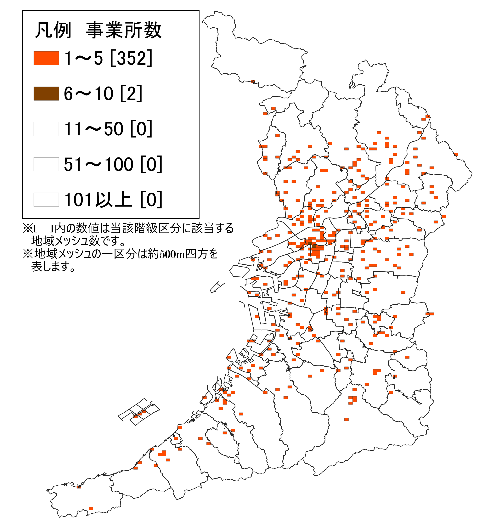 凡例　事業所数
1～5 [352]
6～10 [2]
11～50 [0]
51～100 [0]
101以上 [0]
※[　]内の数値は当該階級区分に該当する
地域メッシュ数です。
※地域メッシュの一区分は約500m四方を
表します。